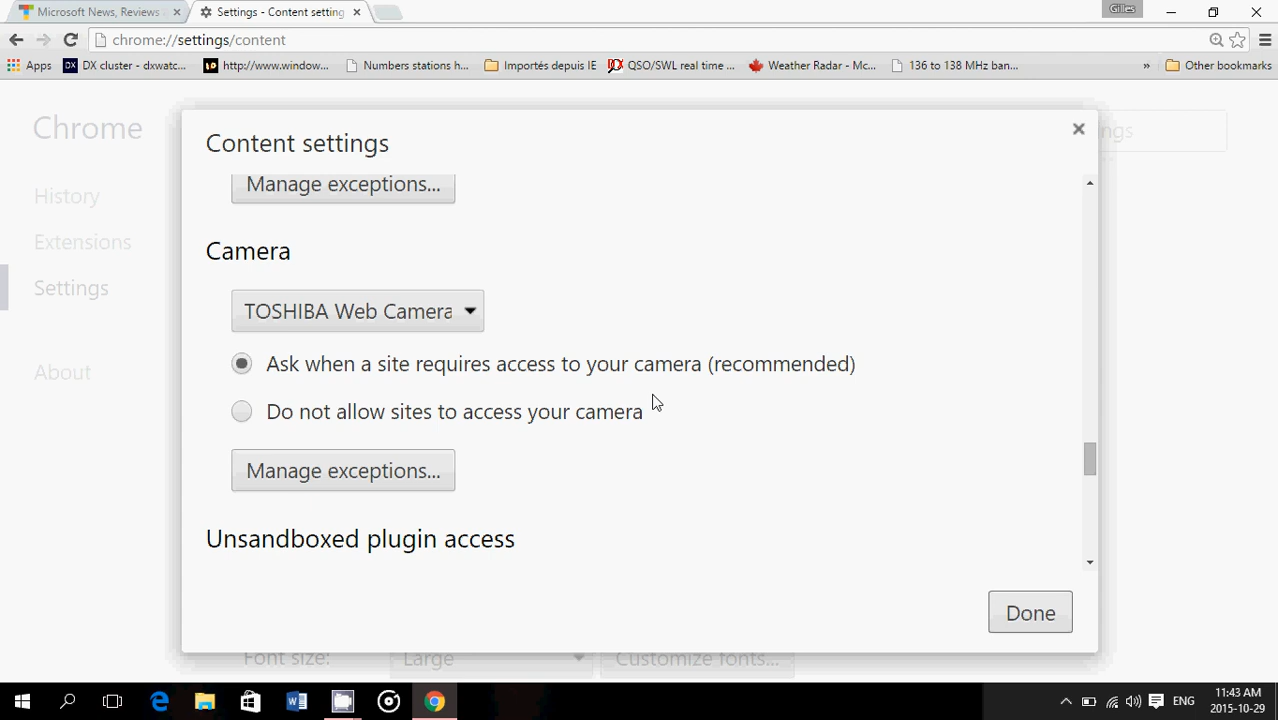 Microsoft News, Reviews
Settings - Content setting
Gilles
chrome://settings/content
Apps
DX cluster - dxwatc...
http://www.window...
Numbers stations h...
Importés depuis IE
QSO/SWL real time ...
Weather Radar - Mc...
136 to 138 MHz ban...
»
Other bookmarks
Chrome
ngs
History
Extensions
Settings
About
Content settings
Manage exceptions...
Camera
TOSHIBA Web Camera
Ask when a site requires access to your camera (recommended)
Do not allow sites to access your camera
Manage exceptions...
Unsandboxed plugin access
Done
Font size:
Large
Customize fonts...
ENG
11:43 AM
2015-10-29